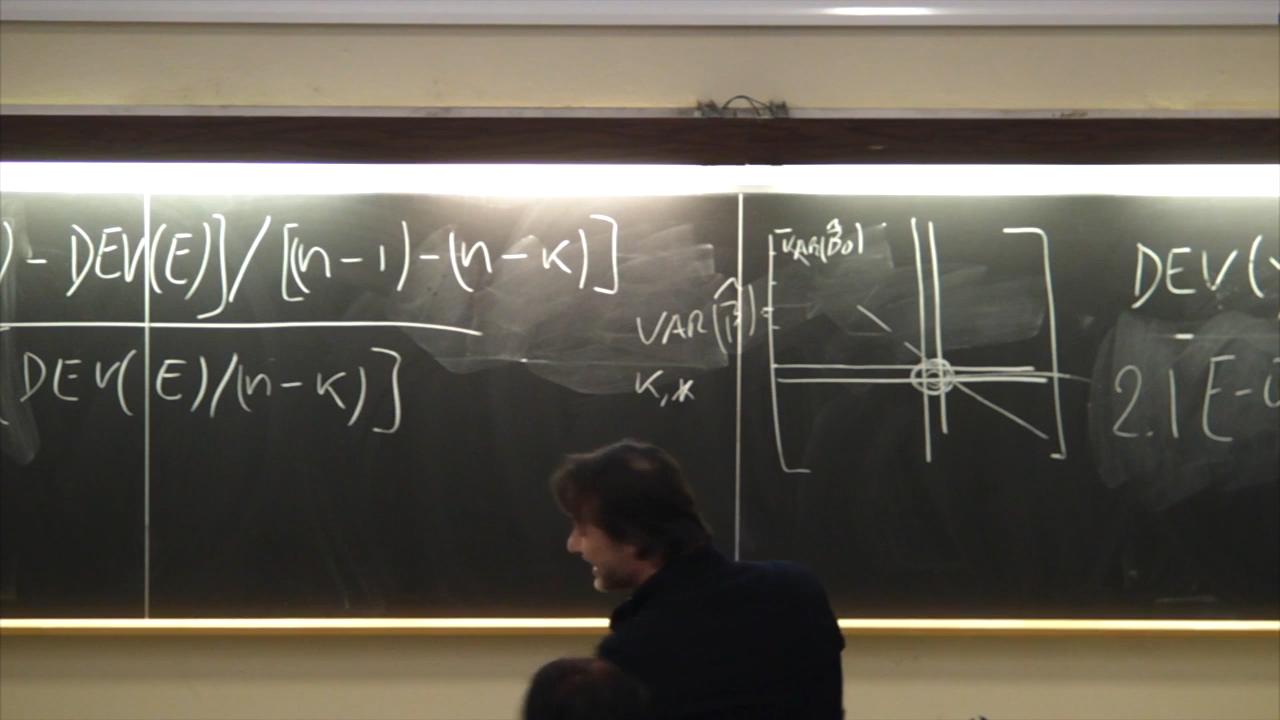 ) - DEV(E)] / [(n-1)-(n-K)]
DEV(E)/(n-K)]
VAR(β̂) =
K,K
VAR(β̂0)
DEV(
2.1E-